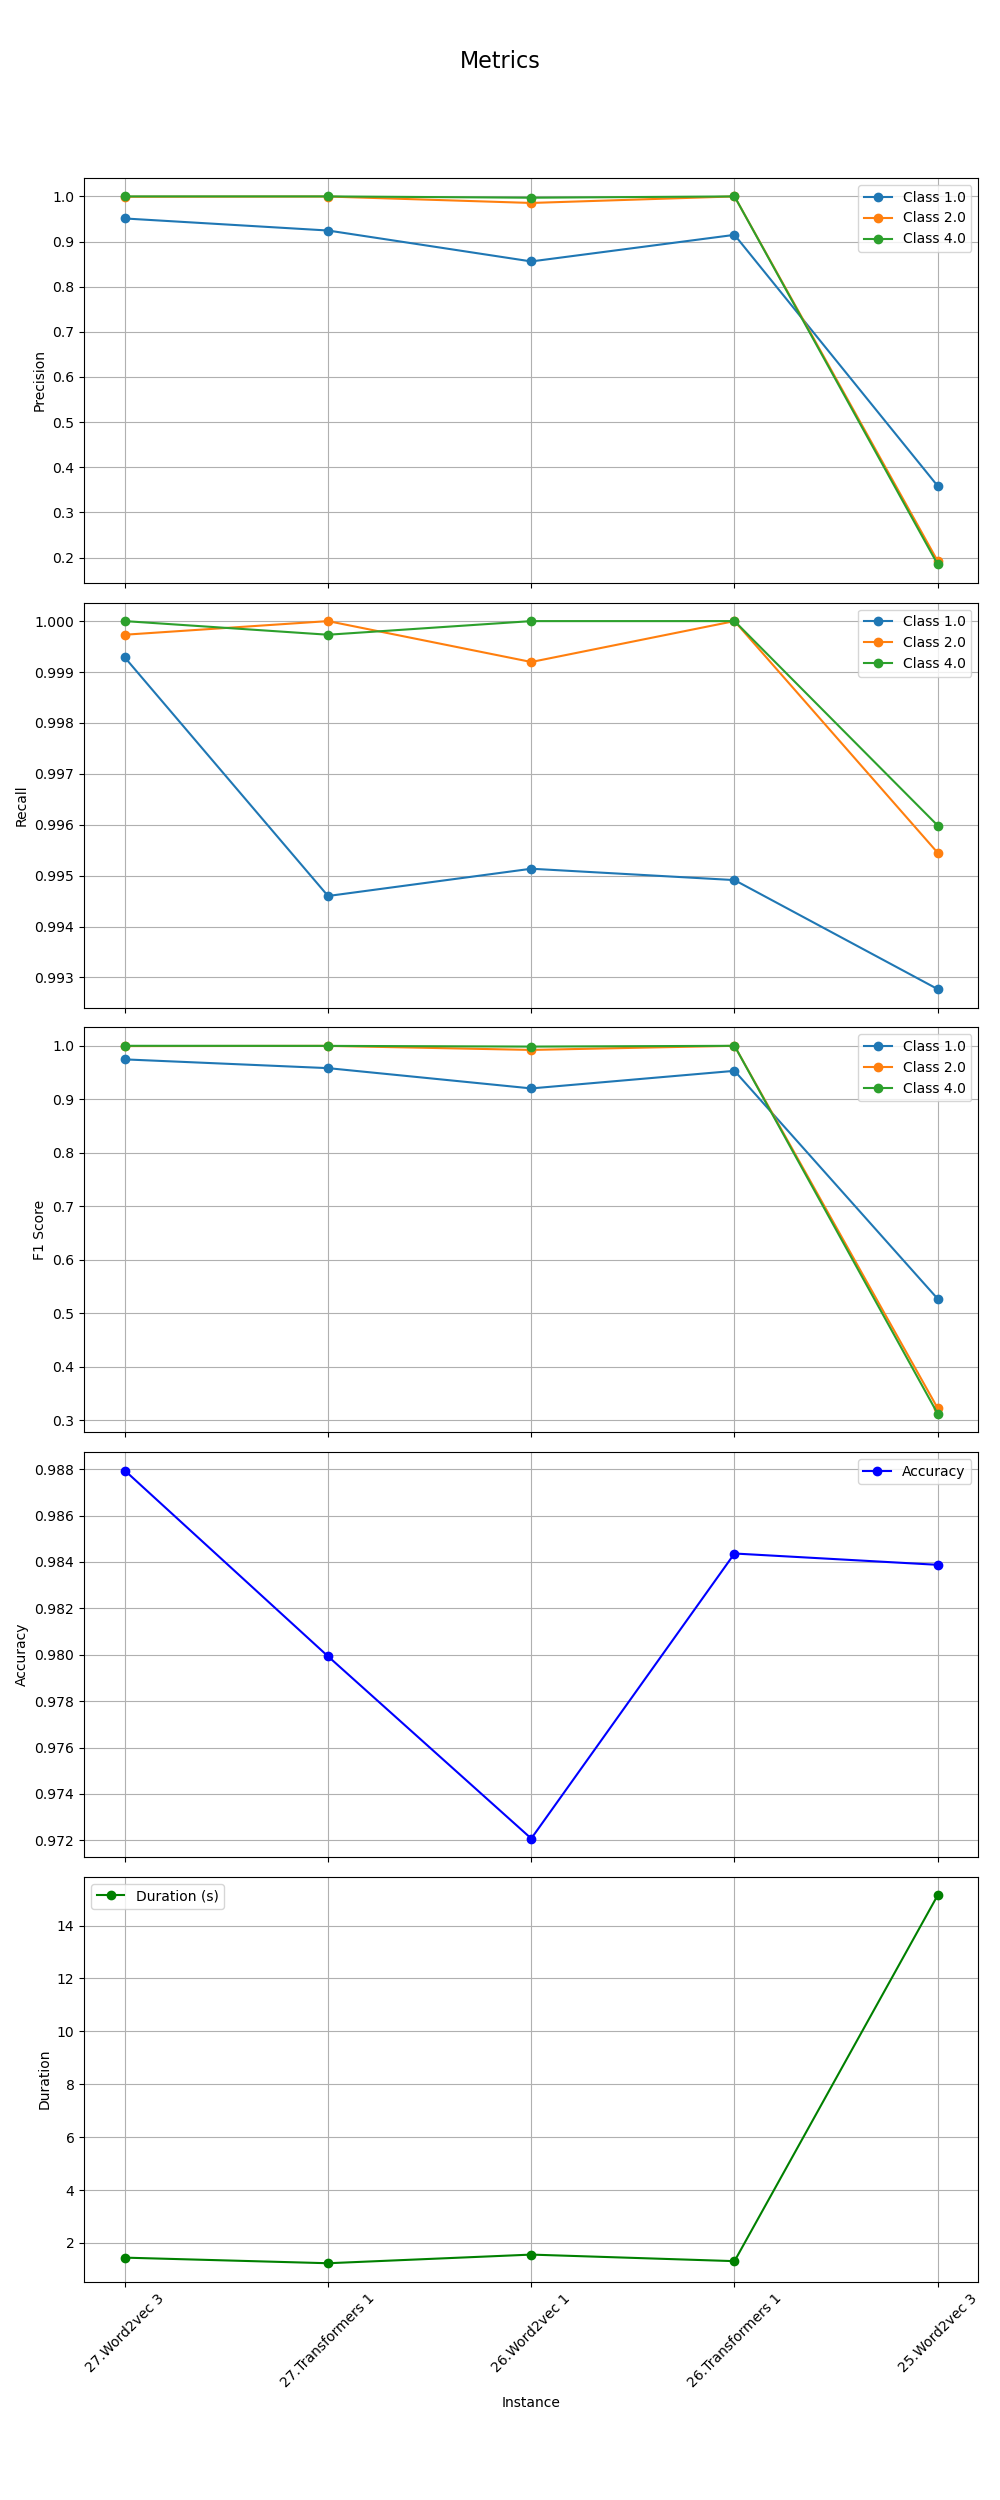 Metrics
1.0
0.9
0.8
0.7
0.6
0.5
0.4
0.3
0.2
Precision
Class 1.0
Class 2.0
Class 4.0
1.000
0.999
0.998
0.997
0.996
0.995
0.994
0.993
Recall
Class 1.0
Class 2.0
Class 4.0
1.0
0.9
0.8
0.7
0.6
0.5
0.4
0.3
F1 Score
Class 1.0
Class 2.0
Class 4.0
0.988
0.986
0.984
0.982
0.980
0.978
0.976
0.974
0.972
Accuracy
Accuracy
Duration (s)
14
12
10
8
6
4
2
Duration
27.Word2vec 3
27.Transformers 1
26.Word2vec 1
26.Transformers 1
25.Word2vec 3
Instance